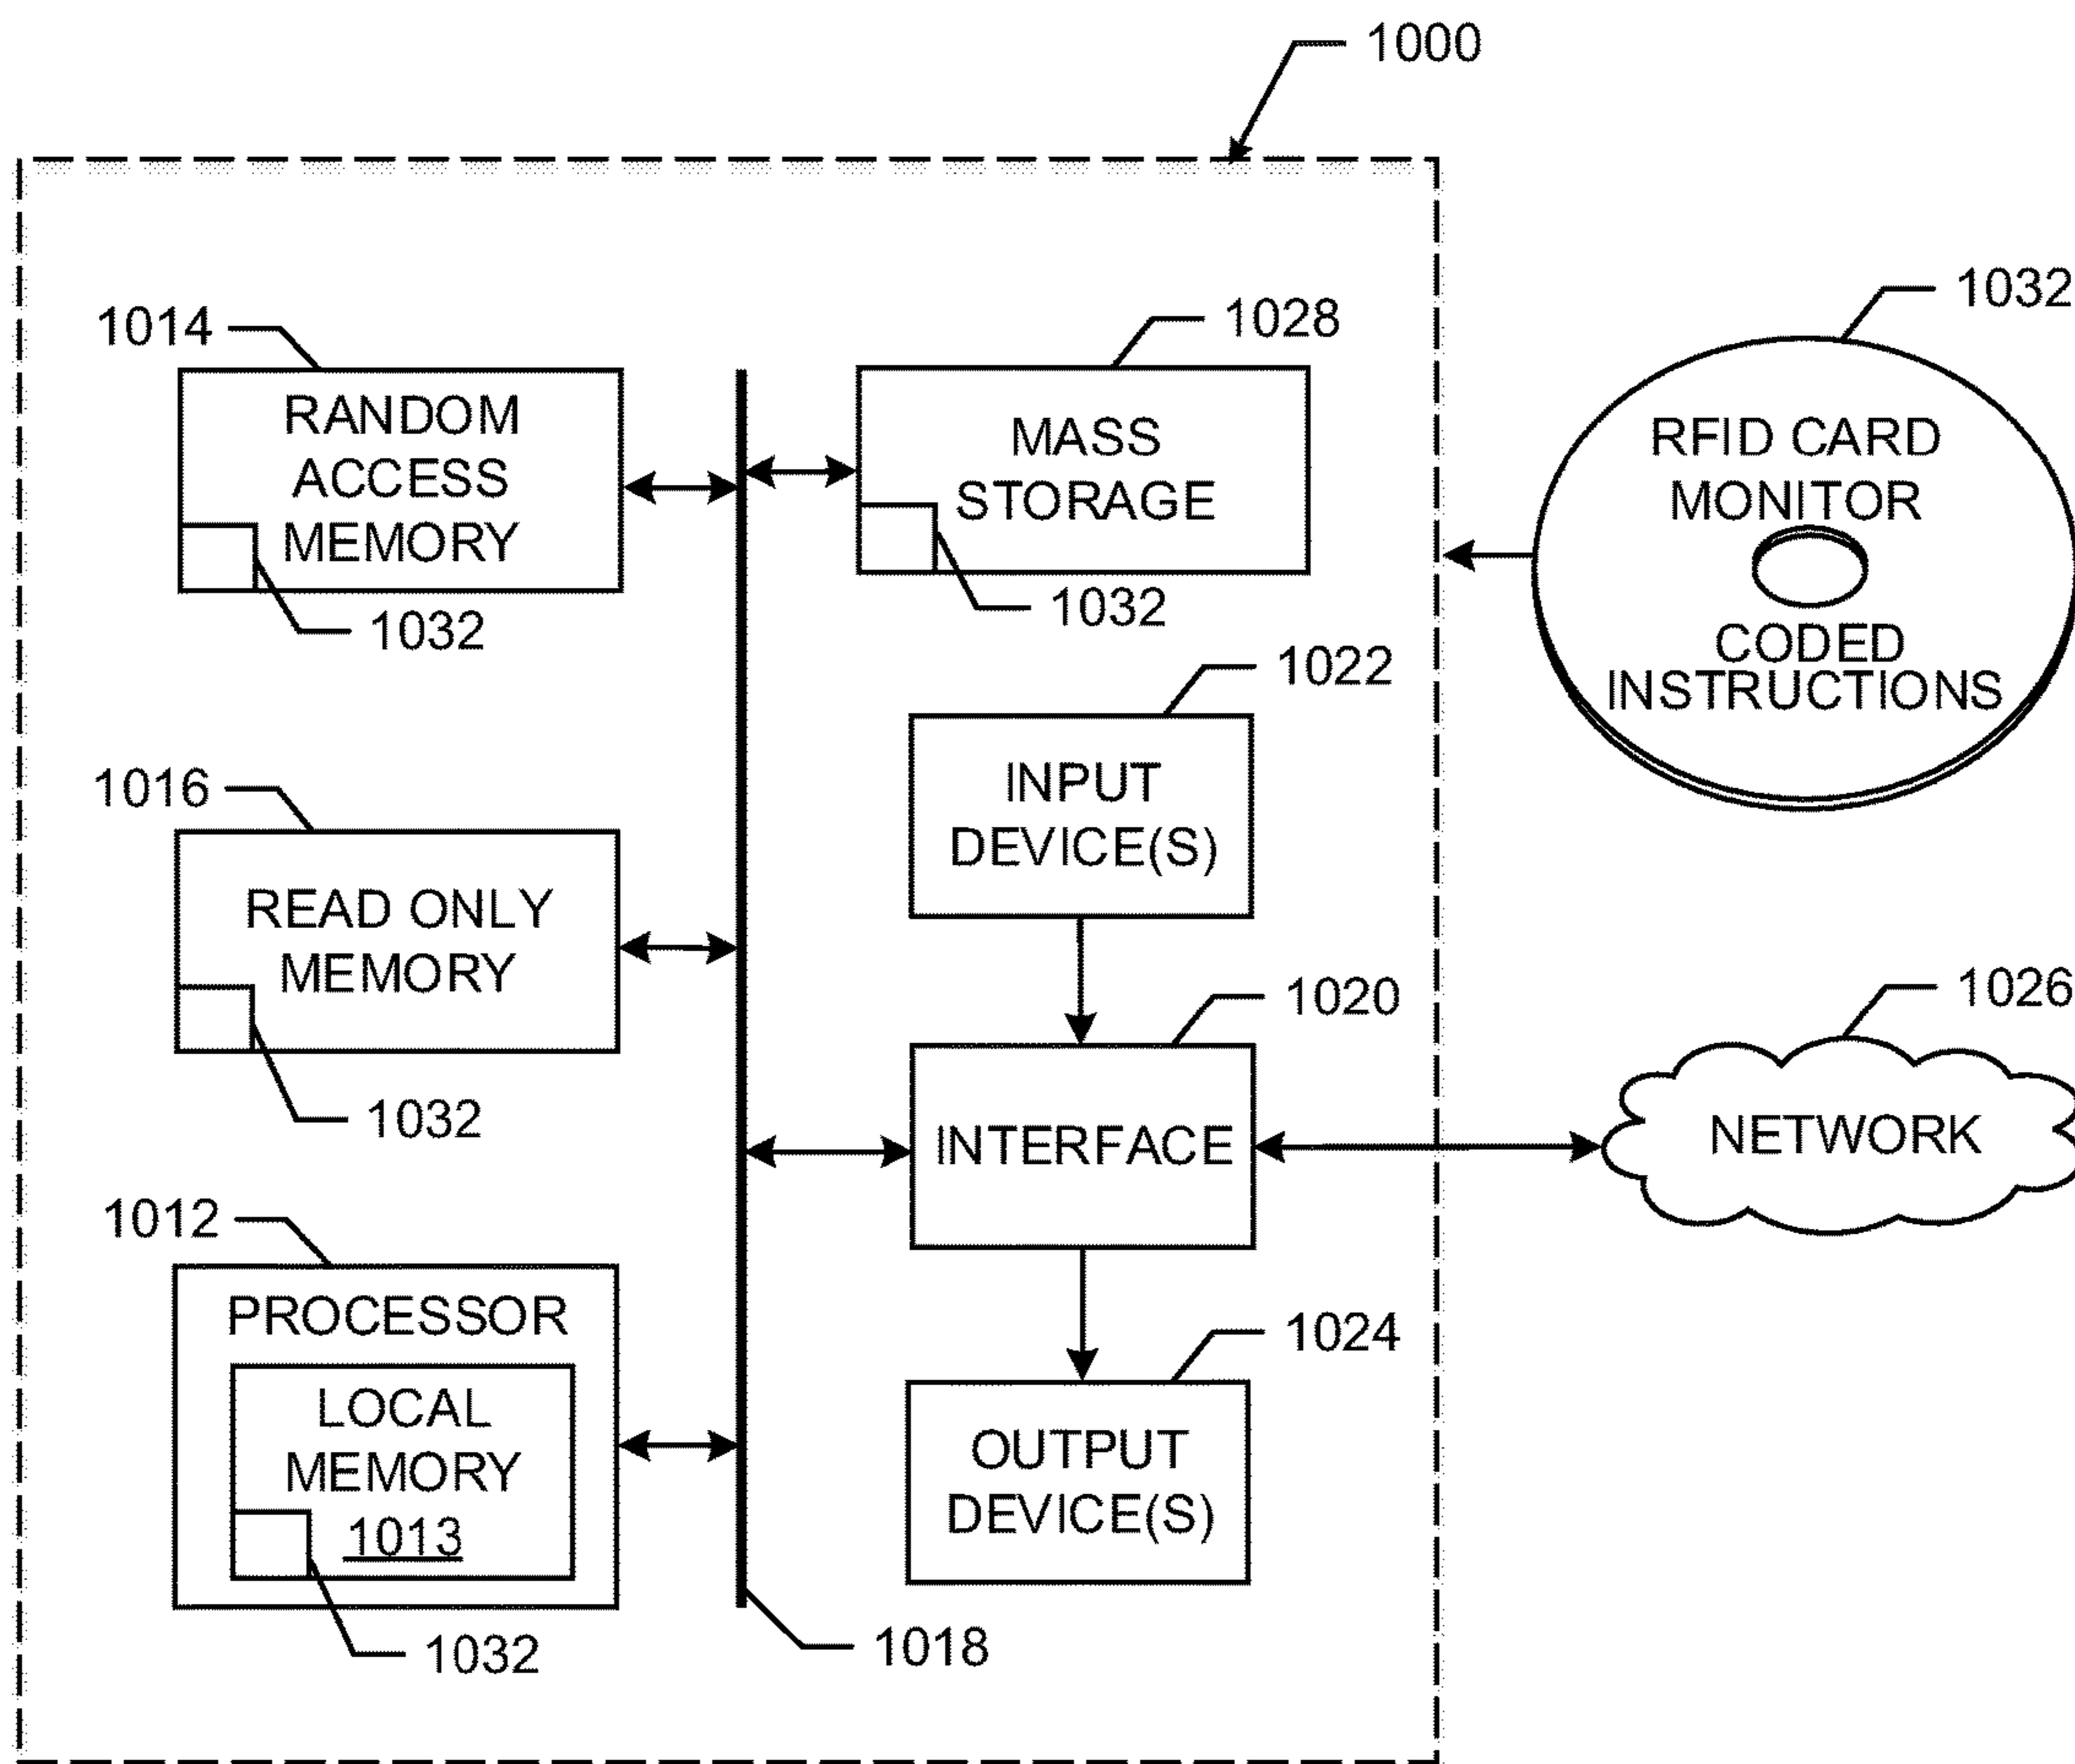 1000
1014
RANDOM
ACCESS
MEMORY
1032
1028
MASS
STORAGE
1032
1032
RFID CARD
MONITOR
CODED
INSTRUCTIONS
1022
INPUT
DEVICE(S)
1016
READ ONLY
MEMORY
1032
1020
INTERFACE
1026
NETWORK
1012
PROCESSOR
LOCAL
MEMORY
1013
1032
1024
OUTPUT
DEVICE(S)
1018